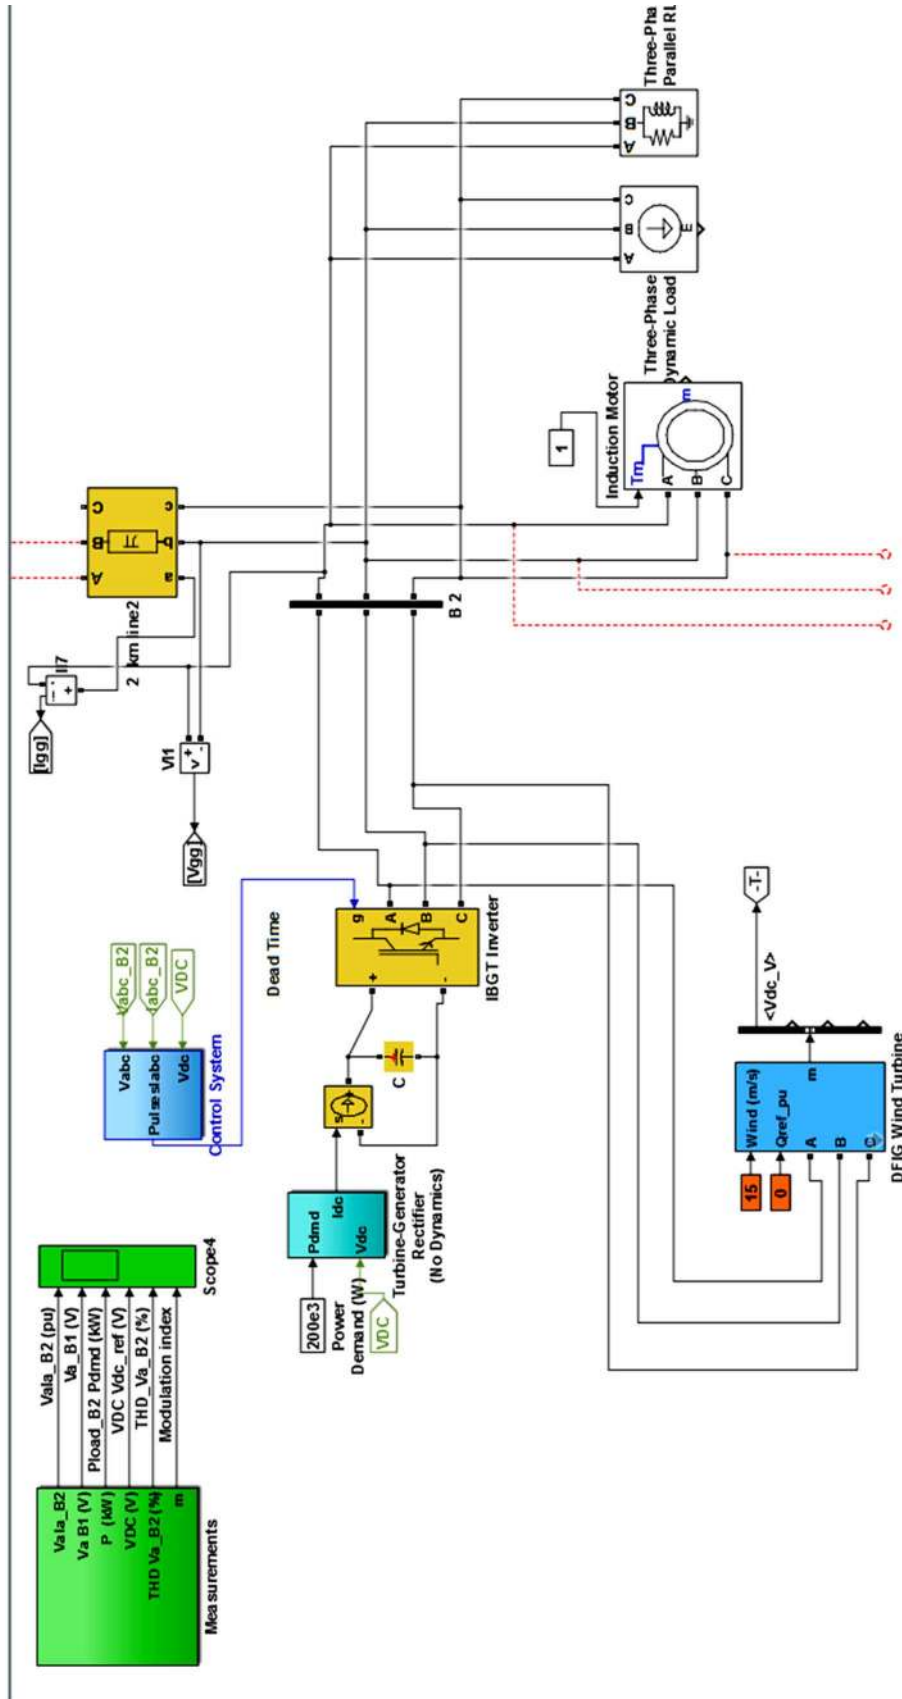 Measurements
Vala_B2
Va B1 (V)
P (kW)
VDC (V)
THD Va_B2 (%)
m
Vala_B2 (pu)
Va_B1 (V)
Pload_B2 Pdmd (kW)
VDC Vdc_ref (V)
THD_Va_B2 (%)
Modulation index
Scope4
Vabc_B2
Iabc_B2
VDC
Vabc
PulsesIabc
Vdc
Control System
[Igg]
II7
-
+
[Vgg]
VI1
v
+
-
A
B
C
π
a
b
c
2 km line2
200e3
Power
Demand (W)
VDC
Pdmd
Idc
Vdc
Turbine-Generator
Rectifier
(No Dynamics)
s
-
C
Dead Time
g
+
-
A
B
C
IBGT Inverter
B 2
1
Induction Motor
Tm
m
A
B
C
Three-Phase
Dynamic Load
A
B
C
E
Three-Pha
Parallel RL
A
B
C
15
0
Wind (m/s)
Qref_pu
A
B
C
m
DFIG Wind Turbine
<Vdc_V>
-T-